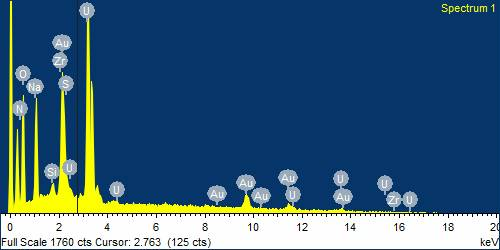 Spectrum 1
U
Au
Zr
O
S
Na
N
Si
U
U
Au
Au
Au
Au
U
U
Au
U
Zr
U
0 2 4 6 8 10 12 14 16 18 20
Full Scale 1760 cts Cursor: 2.763 (125 cts) keV